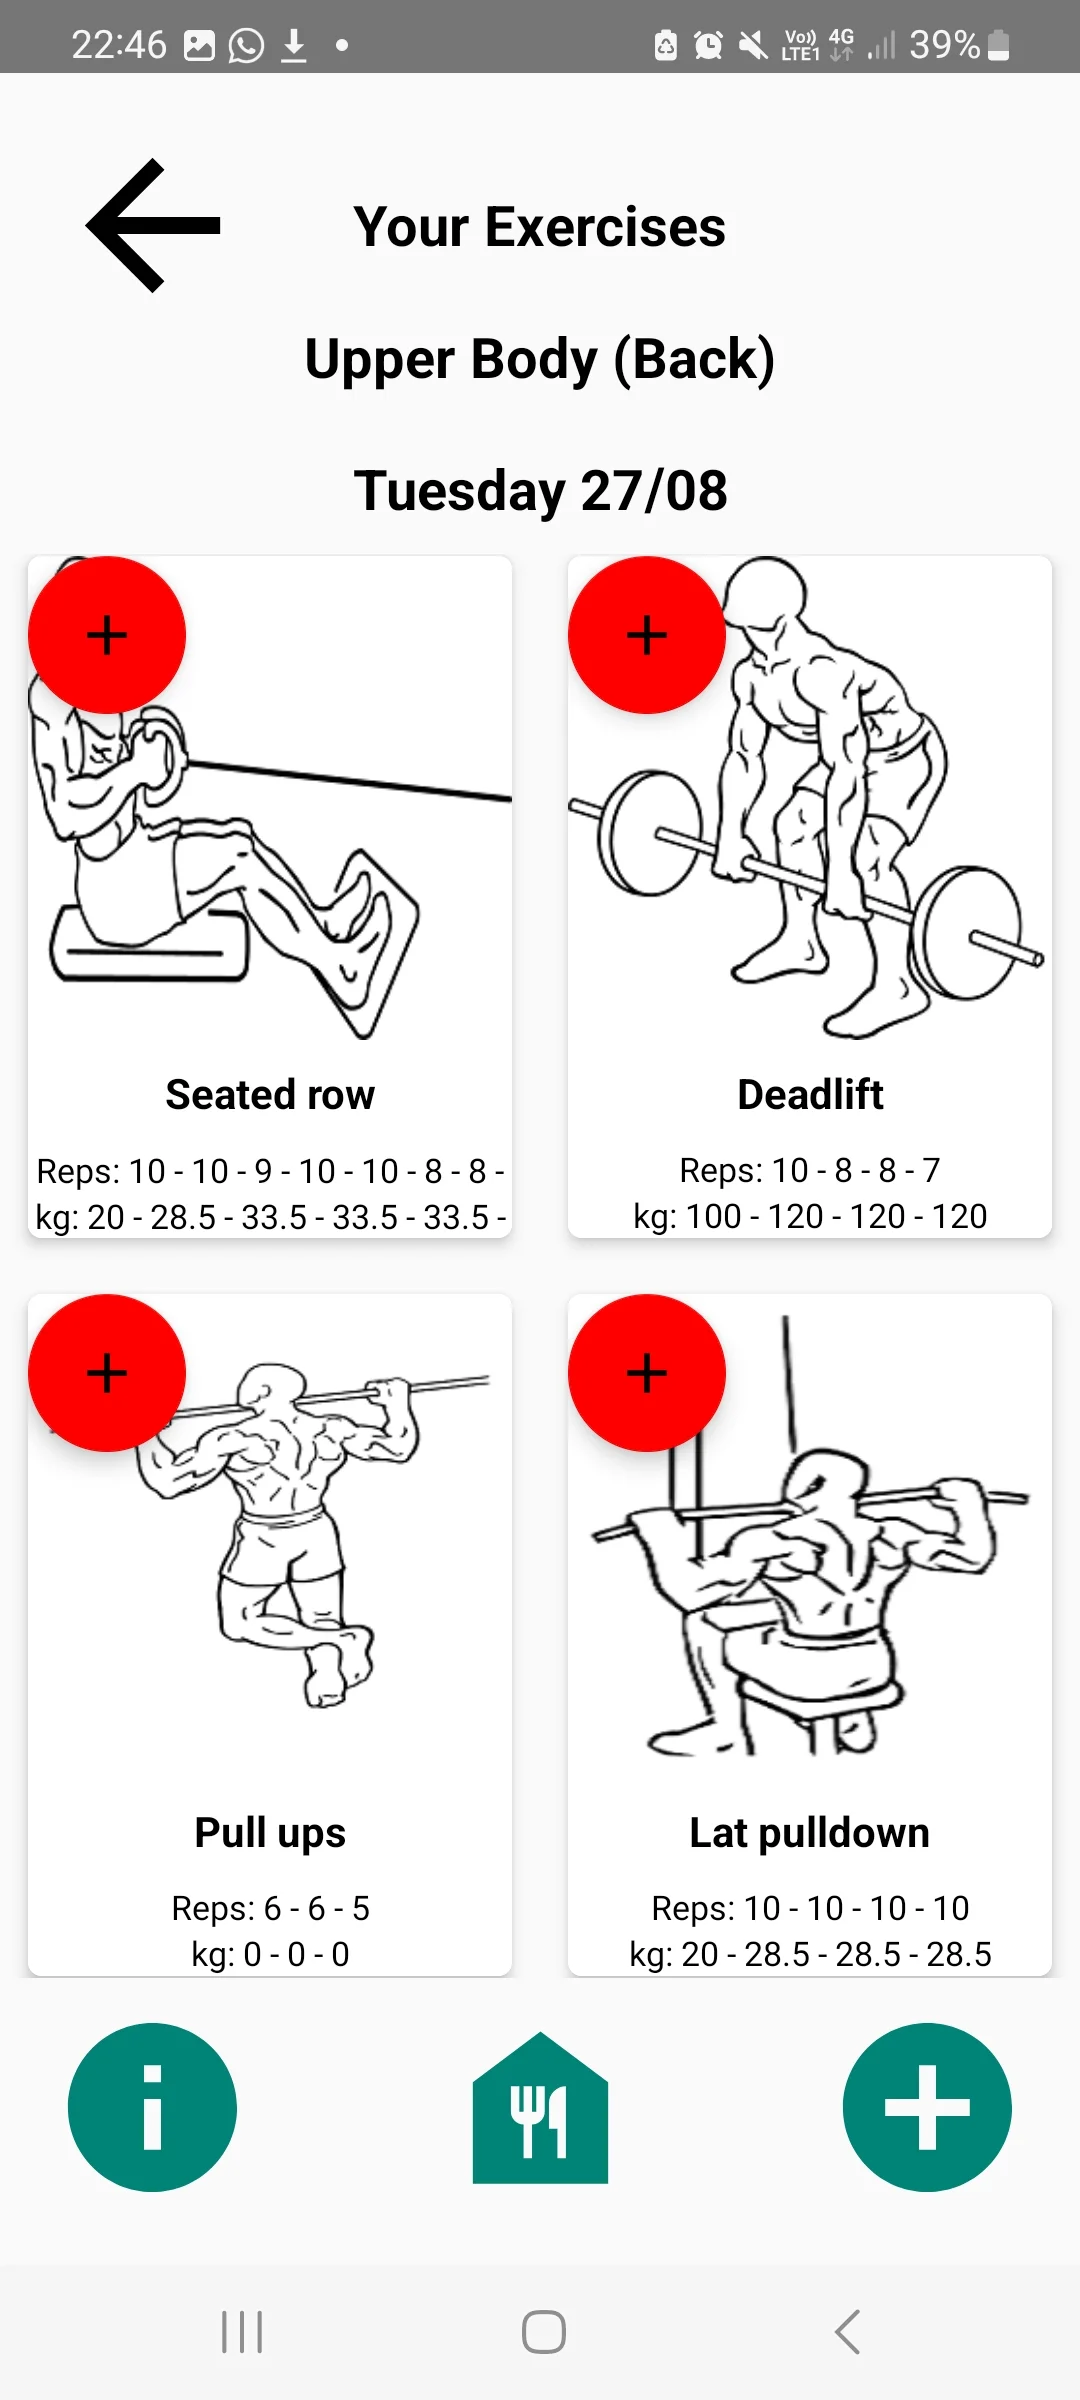 22:46
Vo)) LTE1 4G 39%
Your Exercises
Upper Body (Back)
Tuesday 27/08
+
+
Seated row
Reps: 10 - 10 - 9 - 10 - 10 - 8 - 8 -
kg: 20 - 28.5 - 33.5 - 33.5 - 33.5 -
Deadlift
Reps: 10 - 8 - 8 - 7
kg: 100 - 120 - 120 - 120
+
+
Pull ups
Reps: 6 - 6 - 5
kg: 0 - 0 - 0
Lat pulldown
Reps: 10 - 10 - 10 - 10
kg: 20 - 28.5 - 28.5 - 28.5